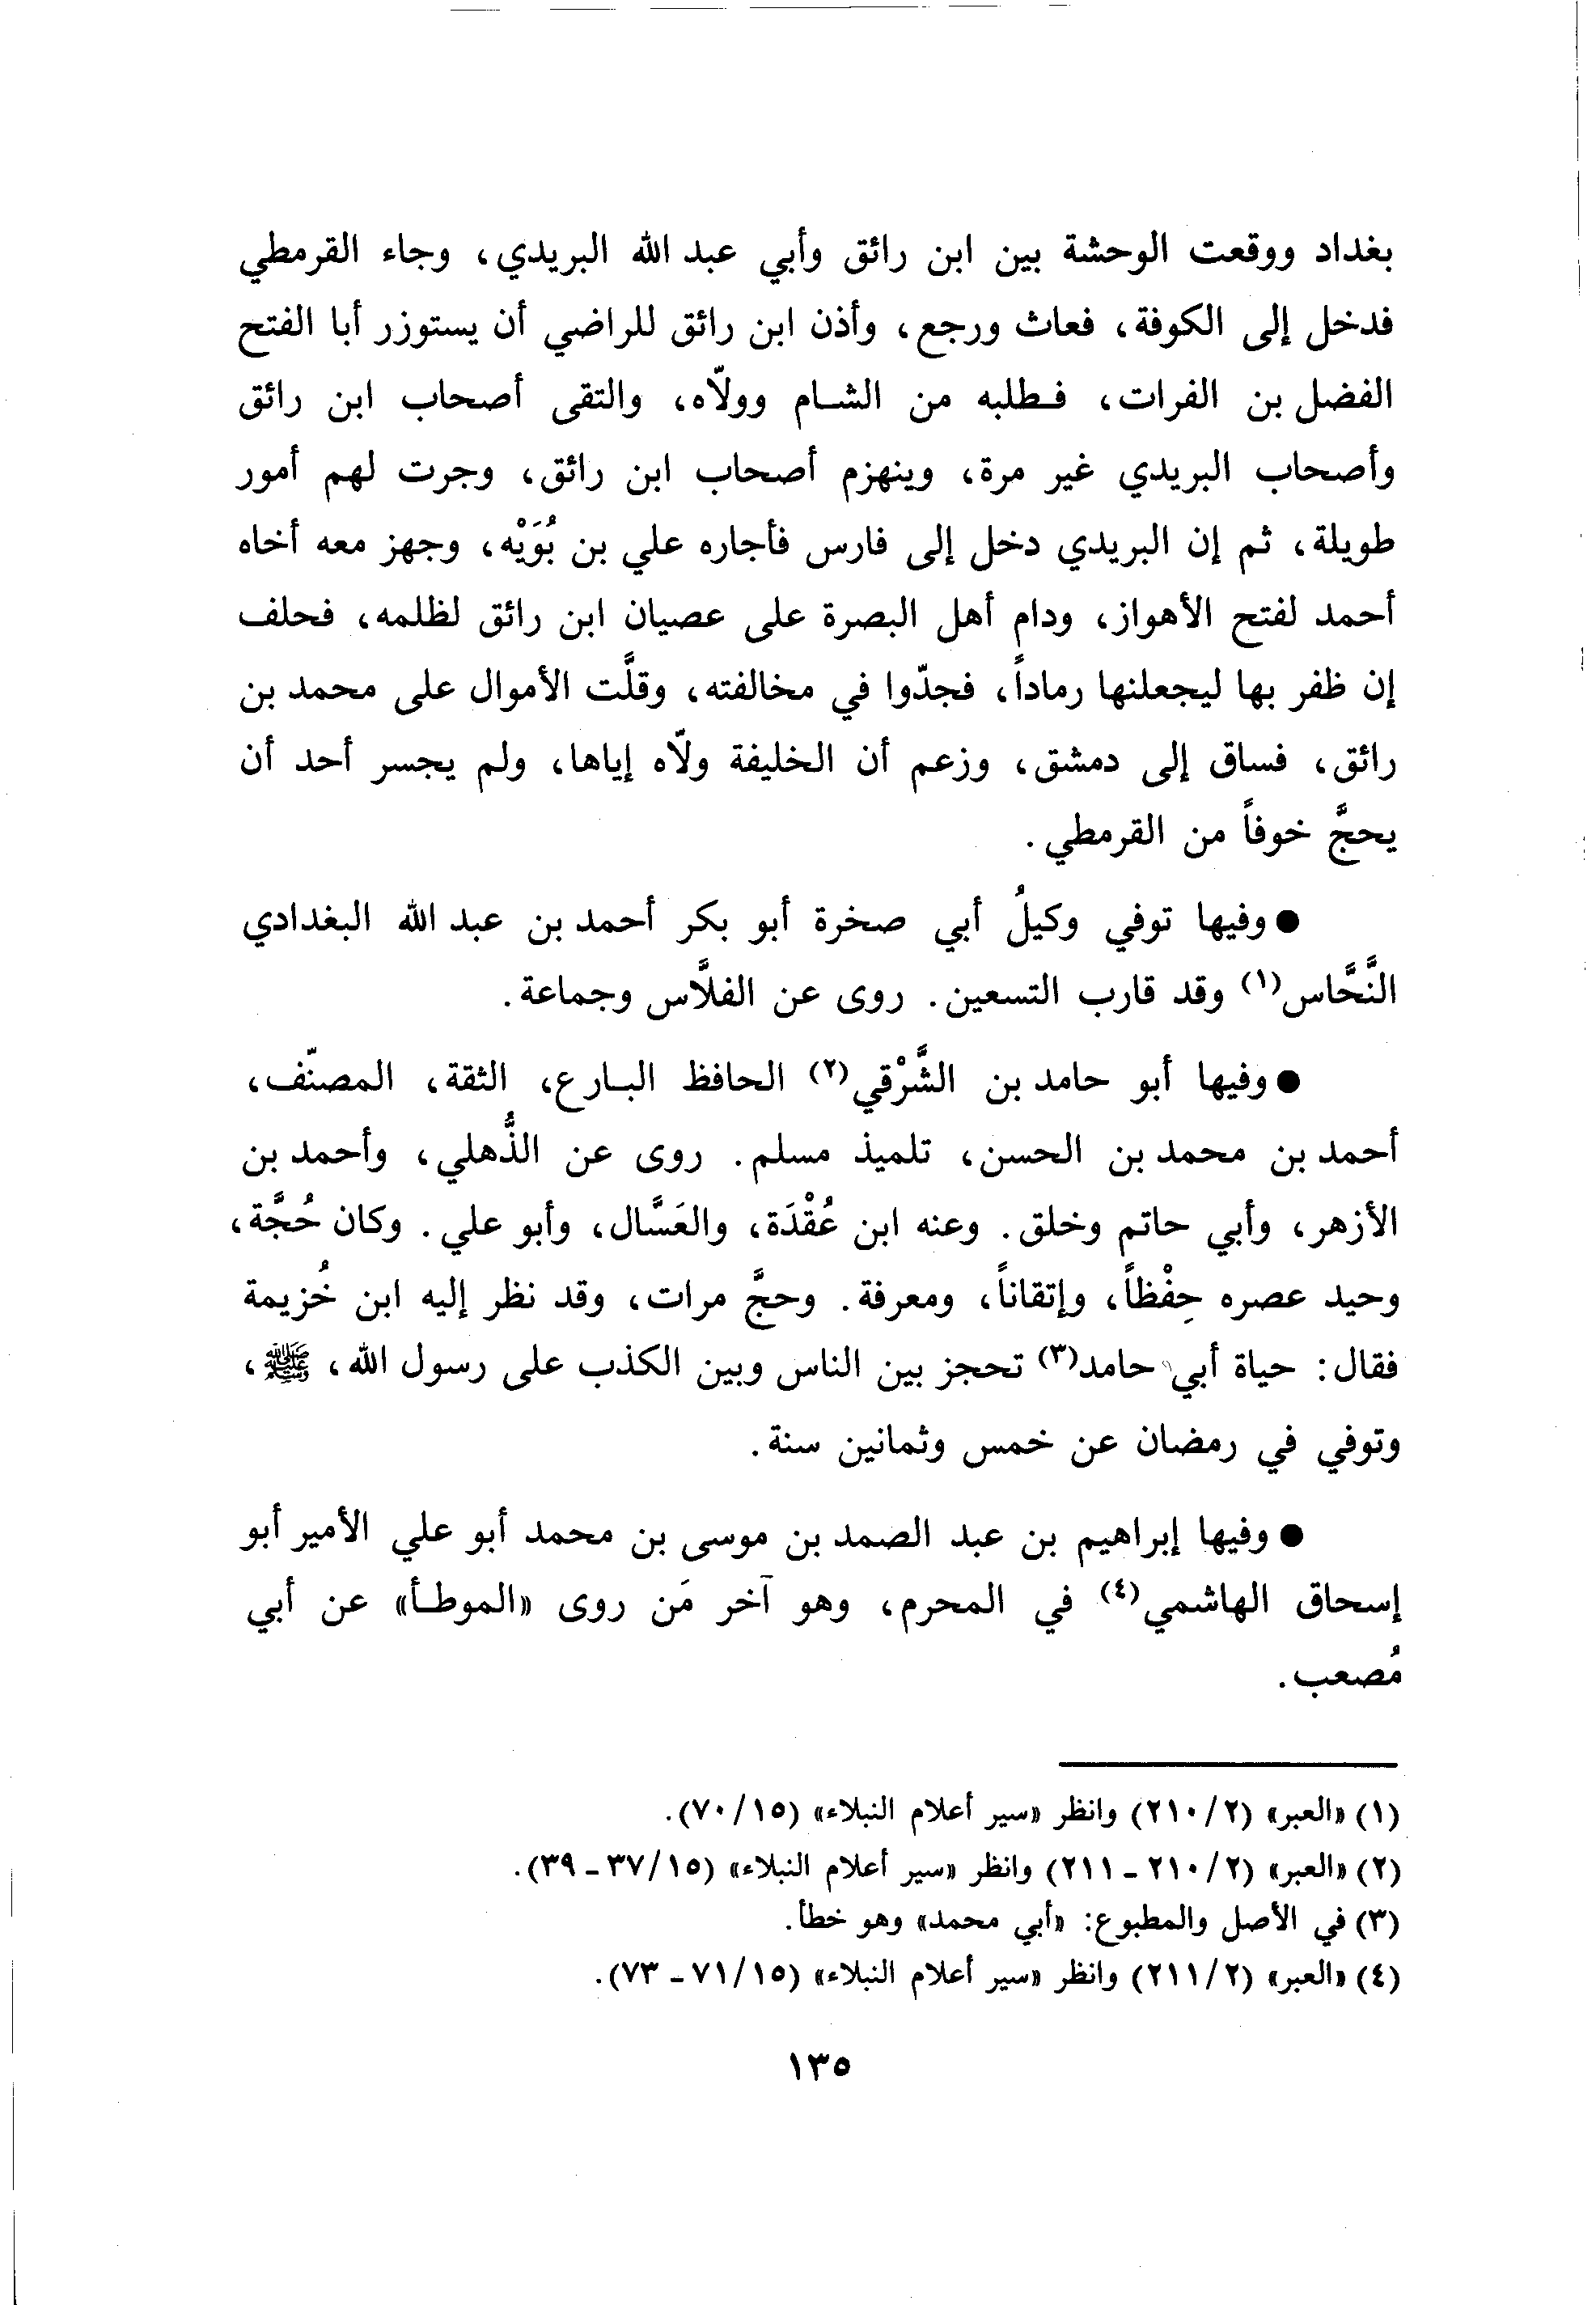 بغداد ووقعت الوحشة بين ابن رائق وأبي عبد الله البريدي، وجاء القرمطي
فدخل إلى الكوفة، فعاث ورجع، وأذن ابن رائق للراضي أن يستوزر أبا الفتح
الفضل بن الفرات، فطلبه من الشام وولاّه، والتقى أصحاب ابن رائق
وأصحاب البريدي غير مرة، وينهزم أصحاب ابن رائق، وجرت لهم أمور
طويلة، ثم إن البريدي دخل إلى فارس فأجاره علي بن بُوَيْه، وجهز معه أخاه
أحمد لفتح الأهواز، ودام أهل البصرة على عصيان ابن رائق لظلمه، فحلف
إن ظفر بها ليجعلنها رماداً، فجدّوا في مخالفته، وقلَّت الأموال على محمد بن
رائق، فساق إلى دمشق، وزعم أن الخليفة ولاّه إياها، ولم يجسر أحد أن
يحجَّ خوفاً من القرمطي.
● وفيها توفي وكيلُ أبي صخرة أبو بكر أحمد بن عبد الله البغدادي
النَّحَّاس(١) وقد قارب التسعين. روى عن الفلاَّس وجماعة.
● وفيها أبو حامد بن الشَّرْقي(٢) الحافظ البارع، الثقة، المصنّف،
أحمد بن محمد بن الحسن، تلميذ مسلم. روى عن الذُّهلي، وأحمد بن
الأزهر، وأبي حاتم وخلق. وعنه ابن عُقْدَة، والعَسَّال، وأبو علي. وكان حُجَّة،
وحيد عصره حِفْظاً، وإتقاناً، ومعرفة. وحجَّ مرات، وقد نظر إليه ابن خُزيمة
فقال: حياة أبي حامد(٣) تحجز بين الناس وبين الكذب على رسول الله، ﷺ،
وتوفي في رمضان عن خمس وثمانين سنة.
● وفيها إبراهيم بن عبد الصمد بن موسى بن محمد أبو علي الأمير أبو
إسحاق الهاشمي(٤) في المحرم، وهو آخر مَن روى «الموطأ» عن أبي
مُصعب.
(١) «العبر» (٢/٢١٠) وانظر «سير أعلام النبلاء» (١٥/٧٠).
(٢) «العبر» (٢/٢١٠ ـ ٢١١) وانظر «سير أعلام النبلاء» (١٥/٣٧ ـ ٣٩).
(٣) في الأصل والمطبوع: «أبي محمد» وهو خطأ.
(٤) «العبر» (٢/٢١١) وانظر «سير أعلام النبلاء» (١٥/٧١ ـ ٧٣).
١٣٥